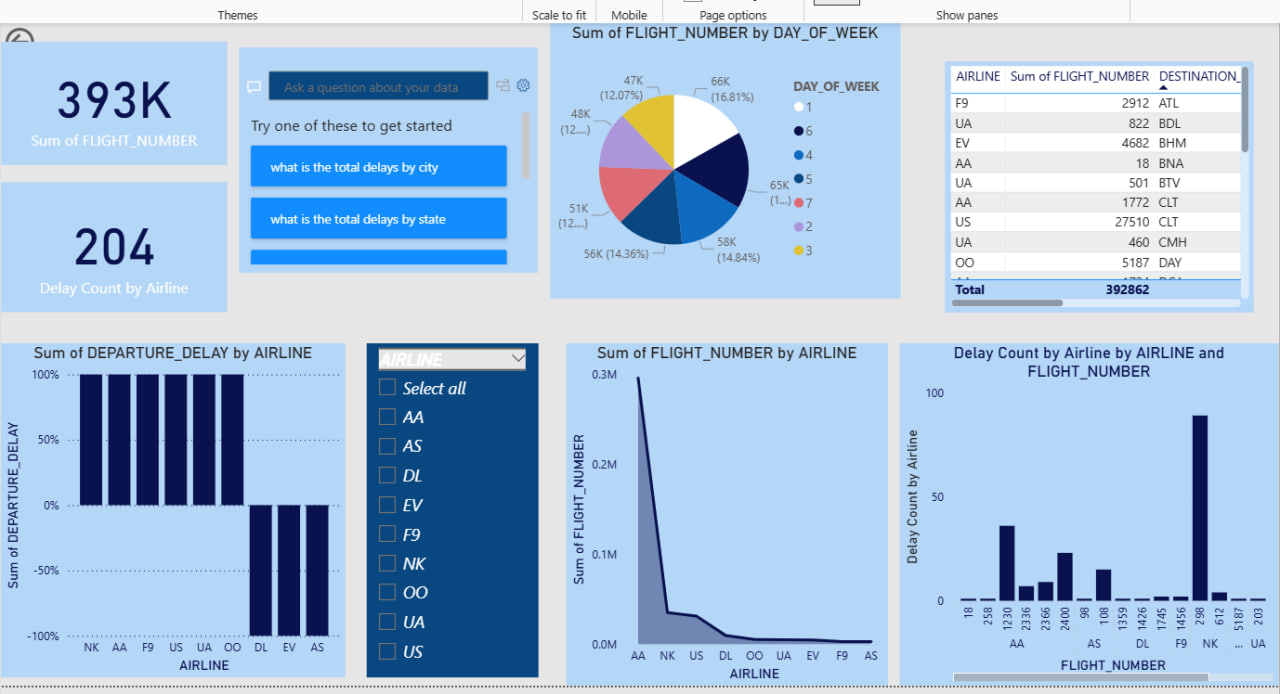 Themes
Scale to fit
Mobile
Page options
Show panes
393K
Sum of FLIGHT_NUMBER
204
Delay Count by Airline
Ask a question about your data
Try one of these to get started
what is the total delays by city
what is the total delays by state
Sum of FLIGHT_NUMBER by DAY_OF_WEEK
47K
(12.07%)
66K
(16.81%)
48K
(12....)
65K
(1...)
51K
(12....)
58K
(14.84%)
56K (14.36%)
DAY_OF_WEEK
1
6
4
5
7
2
3
AIRLINE Sum of FLIGHT_NUMBER DESTINATION_
F9 2912 ATL
UA 822 BDL
EV 4682 BHM
AA 18 BNA
UA 501 BTV
AA 1772 CLT
US 27510 CLT
UA 460 CMH
OO 5187 DAY
Total 392862
Sum of DEPARTURE_DELAY by AIRLINE
Sum of DEPARTURE_DELAY
100%
50%
0%
-50%
-100%
NK AA F9 US UA OO DL EV AS
AIRLINE
AIRLINE
Select all
AA
AS
DL
EV
F9
NK
OO
UA
US
Sum of FLIGHT_NUMBER by AIRLINE
Sum of FLIGHT_NUMBER
0.3M
0.2M
0.1M
0.0M
AA NK US DL OO UA EV F9 AS
AIRLINE
Delay Count by Airline by AIRLINE and
FLIGHT_NUMBER
Delay Count by Airline
100
50
0
18 258 1230 2336 2366 2400 98 108 1359 1426 1745 1456 298 612 5187 203
AA AS DL F9 NK ... UA
FLIGHT_NUMBER